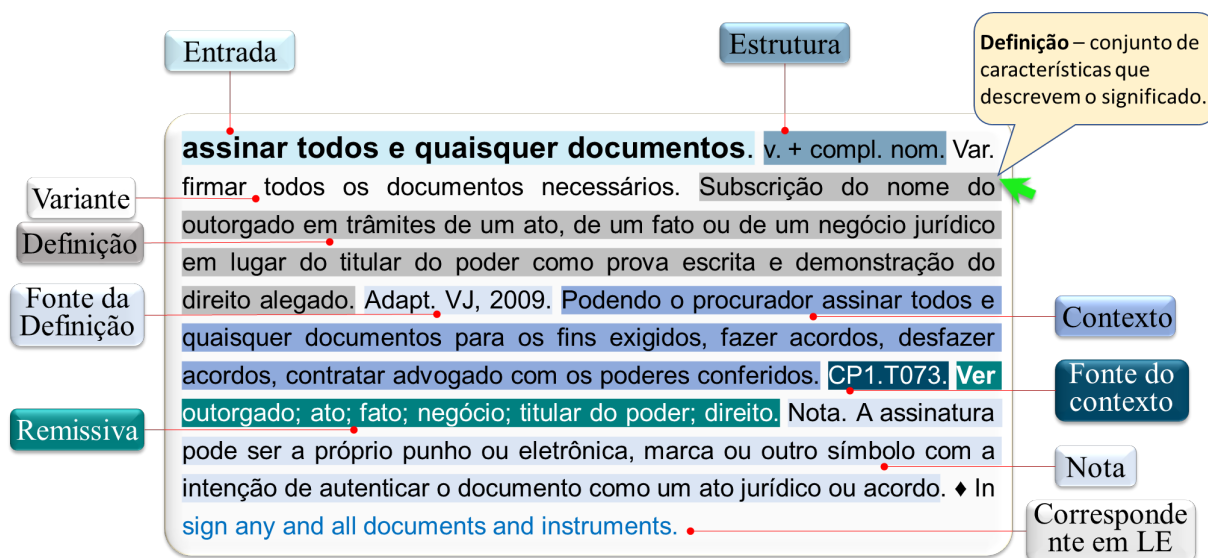 Entrada
Estrutura
Definição – conjunto de
características que
descrevem o significado.
assinar todos e quaisquer documentos. v. + compl. nom. Var.
firmar todos os documentos necessários. Subscrição do nome do
outorgado em trâmites de um ato, de um fato ou de um negócio jurídico
em lugar do titular do poder como prova escrita e demonstração do
direito alegado. Adapt. VJ, 2009. Podendo o procurador assinar todos e
quaisquer documentos para os fins exigidos, fazer acordos, desfazer
acordos, contratar advogado com os poderes conferidos. CP1.T073. Ver
outorgado; ato; fato; negócio; titular do poder; direito. Nota. A assinatura
pode ser a próprio punho ou eletrônica, marca ou outro símbolo com a
intenção de autenticar o documento como um ato jurídico ou acordo. ♦ In
sign any and all documents and instruments.
Variante
Definição
Fonte da
Definição
Remissiva
Contexto
Fonte do
contexto
Nota
Corresponde
nte em LE